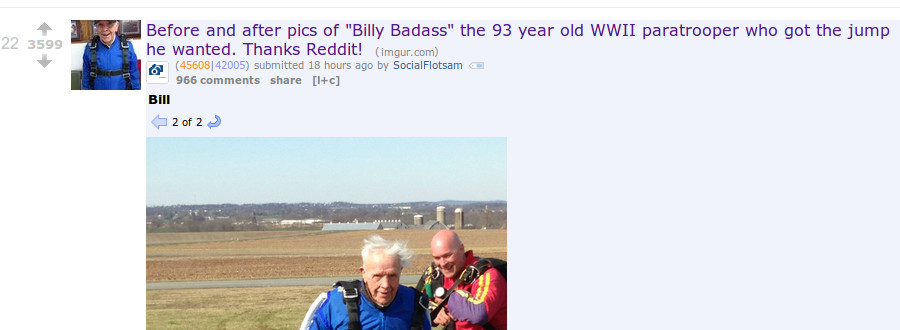 Before and after pics of "Billy Badass" the 93 year old WWII paratrooper who got the jump
he wanted. Thanks Reddit! (imgur.com)
22 3599
(45608|42005) submitted 18 hours ago by SocialFlotsam
966 comments share [l+c]
Bill
2 of 2